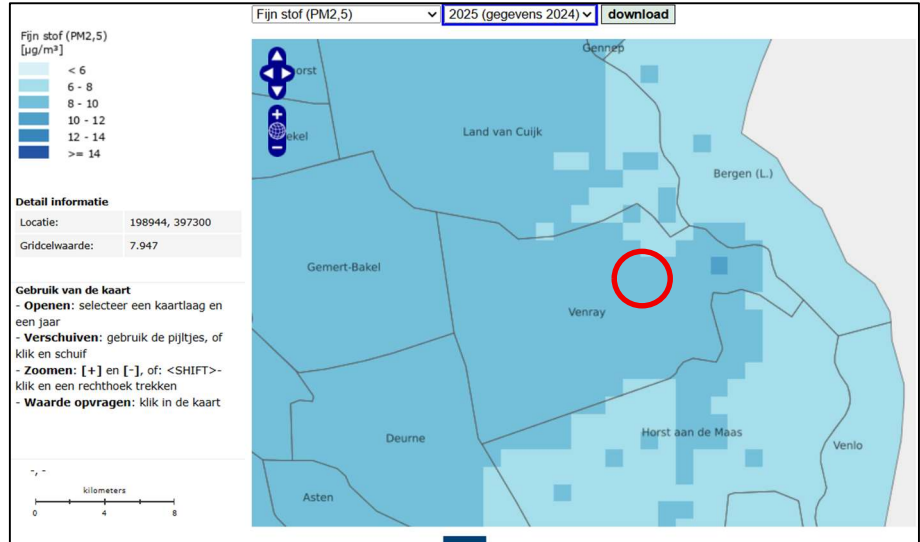 Fijn stof (PM2,5) 2025 (gegevens 2024) download
Fijn stof (PM2,5)
[µg/m³]
< 6
6 - 8
8 - 10
10 - 12
12 - 14
>= 14
Detail informatie
Locatie: 198944, 397300
Gridcelwaarde: 7.947
Gebruik van de kaart
- Openen: selecteer een kaartlaag en
een jaar
- Verschuiven: gebruik de pijltjes, of
klik en schuif
- Zoomen: [+] en [-], of: <SHIFT>-
klik en een rechthoek trekken
- Waarde opvragen: klik in de kaart
-,-
kilometers
0 4 8
Gennep
Land van Cuijk
Bergen (L.)
Gemert-Bakel
Venray
Deurne
Horst aan de Maas
Venlo
Asten